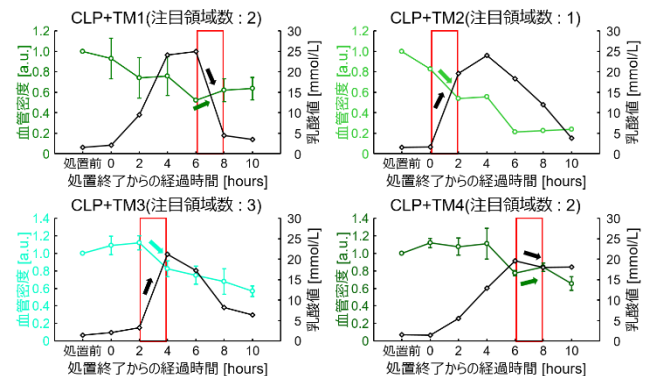 CLP+TM1(注目領域数 : 2)
血管密度 [a.u.]
1.2
1.0
0.8
0.6
0.4
0.2
0
30
25
20
15
10
5
0
乳酸値 [mmol/L]
処置前 0 2 4 6 8 10
処置終了からの経過時間 [hours]
CLP+TM2(注目領域数 : 1)
血管密度 [a.u.]
1.2
1.0
0.8
0.6
0.4
0.2
0
30
25
20
15
10
5
0
乳酸値 [mmol/L]
処置前 0 2 4 6 8 10
処置終了からの経過時間 [hours]
CLP+TM3(注目領域数 : 3)
血管密度 [a.u.]
1.4
1.2
1.0
0.8
0.6
0.4
0.2
0
30
25
20
15
10
5
0
乳酸値 [mmol/L]
処置前 0 2 4 6 8 10
処置終了からの経過時間 [hours]
CLP+TM4(注目領域数 : 2)
血管密度 [a.u.]
1.4
1.2
1.0
0.8
0.6
0.4
0.2
0
30
25
20
15
10
5
0
乳酸値 [mmol/L]
処置前 0 2 4 6 8 10
処置終了からの経過時間 [hours]